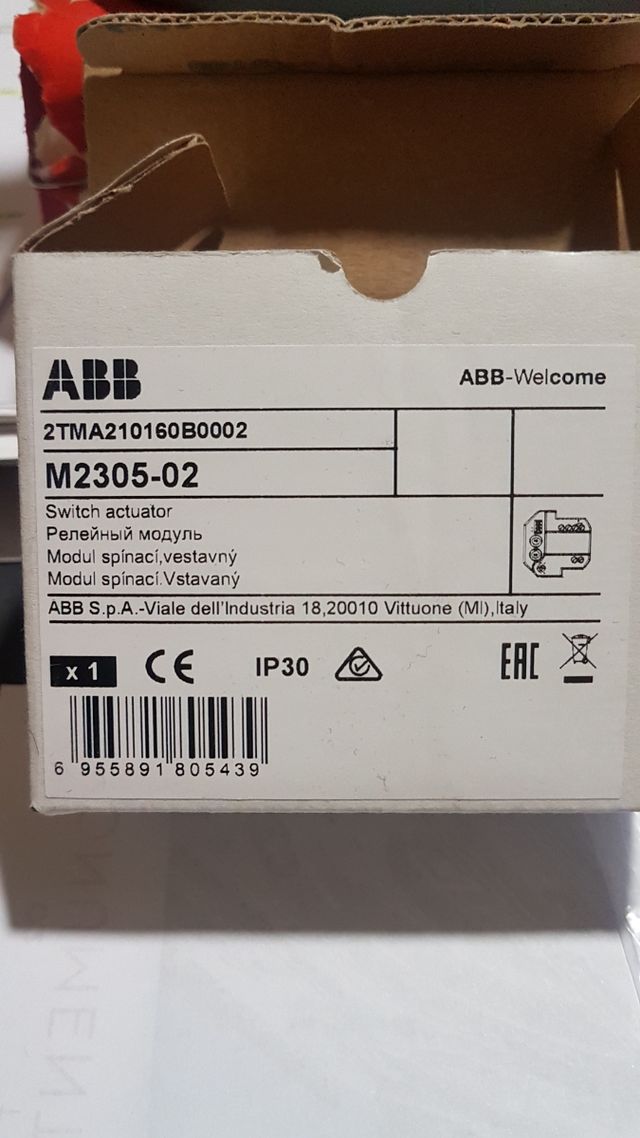 ABB
ABB-Welcome
2TMA210160B0002
M2305-02
Switch actuator
Релейный модуль
Modul spínací,vestavný
Modul spínací.Vstavaný
ABB S.p.A.-Viale dell'Industria 18,20010 Vittuone (MI),Italy
x 1 CE IP30 EAC
6 955891 805439